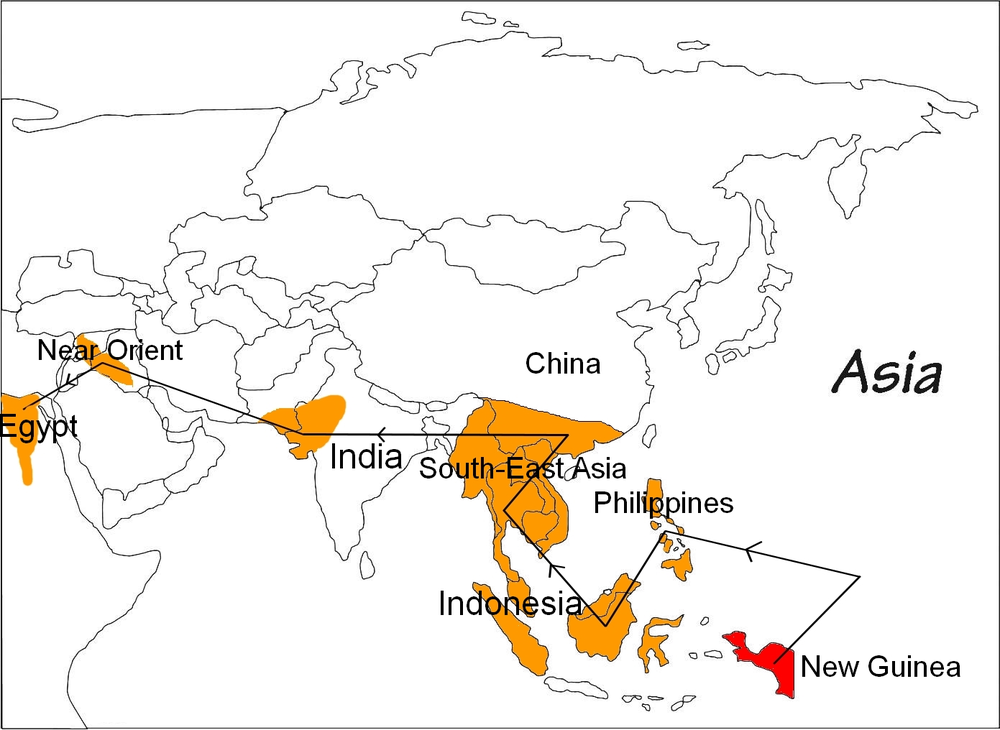 Near Orient
China
Asia
Egypt
India
South-East Asia
Philippines
Indonesia
New Guinea